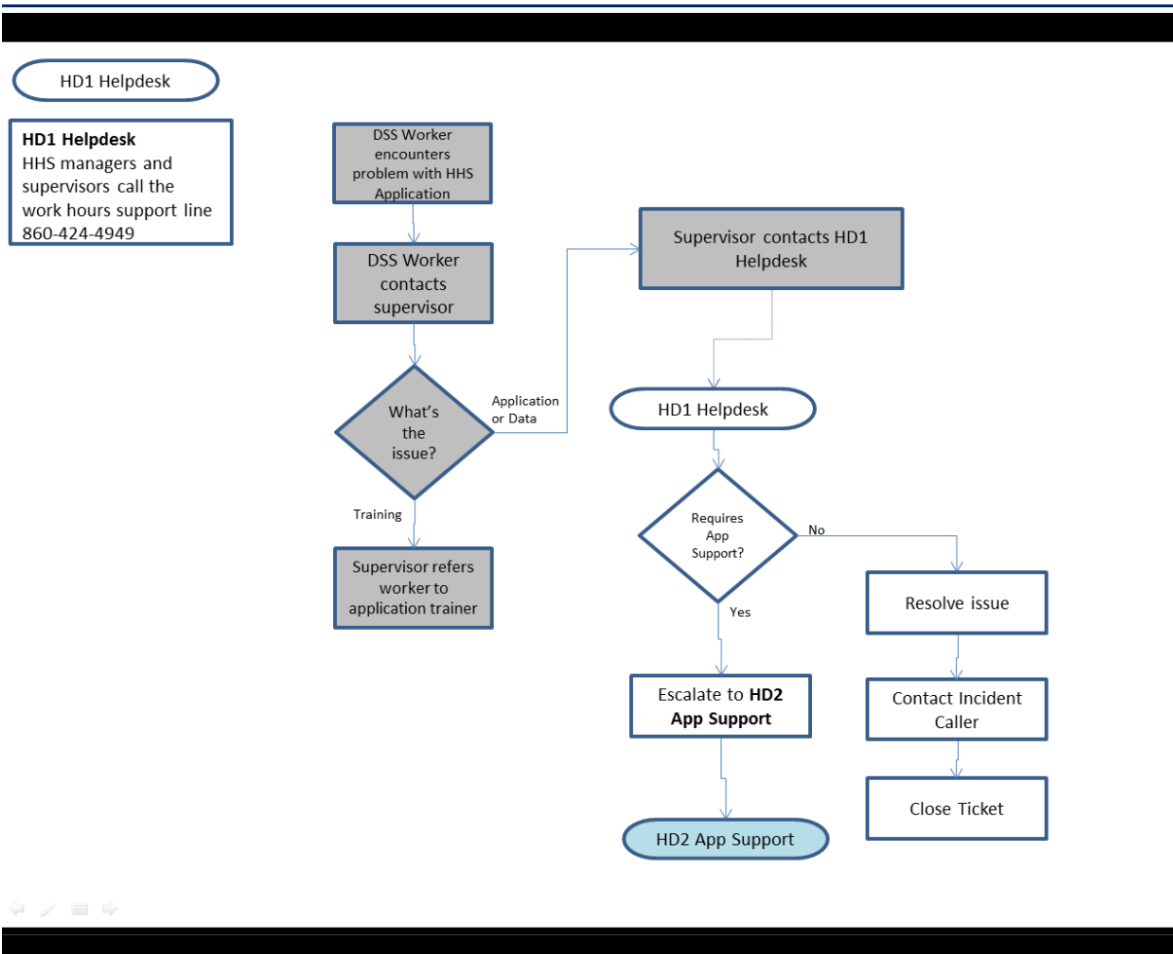 HD1 Helpdesk
HD1 Helpdesk
HHS managers and
supervisors call the
work hours support line
860-424-4949
DSS Worker
encounters
problem with HHS
Application
DSS Worker
contacts
supervisor
What's
the
issue?
Application
or Data
Training
Supervisor refers
worker to
application trainer
Supervisor contacts HD1
Helpdesk
HD1 Helpdesk
Requires
App
Support?
No
Yes
Resolve issue
Contact Incident
Caller
Close Ticket
Escalate to HD2
App Support
HD2 App Support